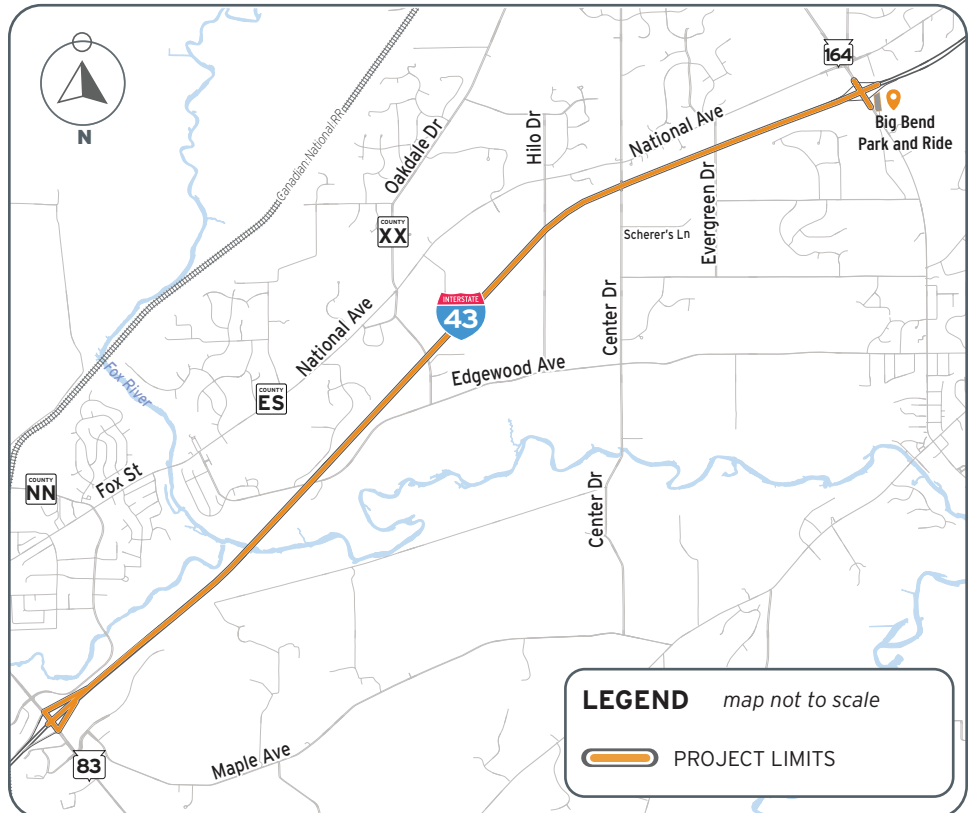 164
Big Bend
Park and Ride
N
Canadian National RR
Oakdale Dr
Hilo Dr
National Ave
COUNTY
XX
Evergreen Dr
Scherer's Ln
INTERSTATE
43
Center Dr
National Ave
Edgewood Ave
Fox River
COUNTY
ES
COUNTY
NN
Fox St
Center Dr
83
Maple Ave
LEGEND map not to scale
PROJECT LIMITS